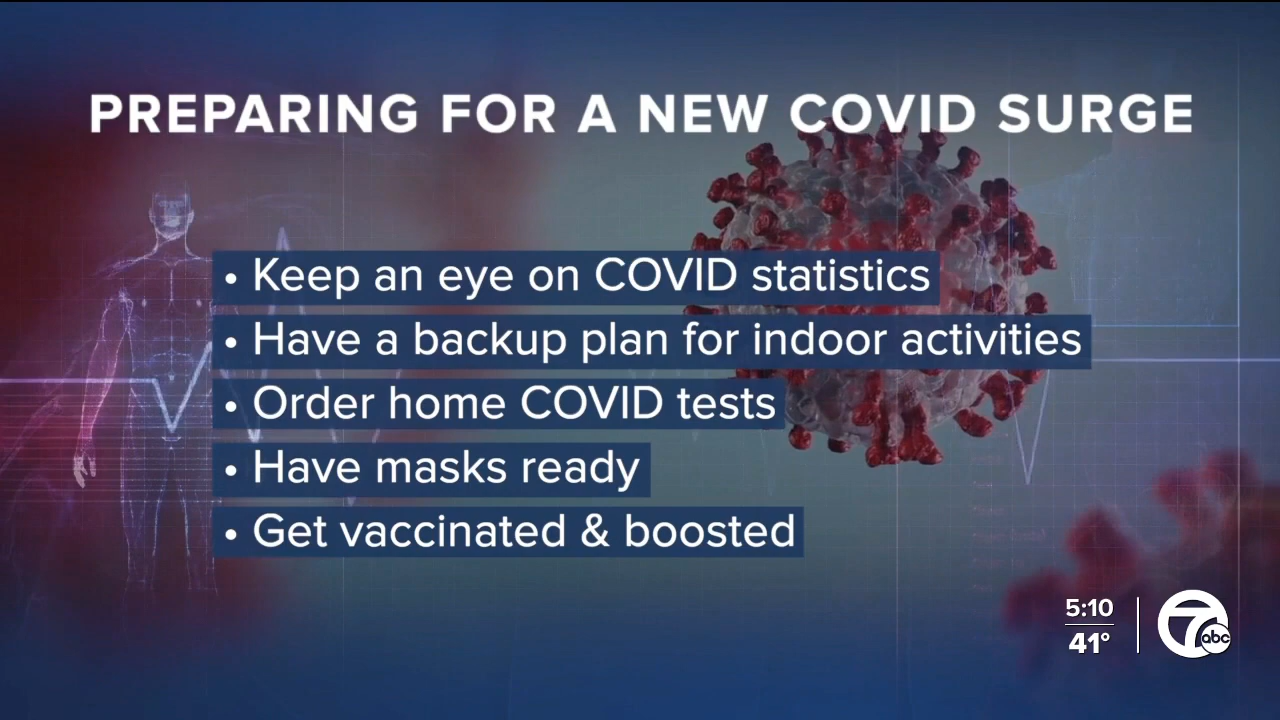 PREPARING FOR A NEW COVID SURGE
• Keep an eye on COVID statistics
• Have a backup plan for indoor activities
• Order home COVID tests
• Have masks ready
• Get vaccinated & boosted
5:10
41°
7 abc